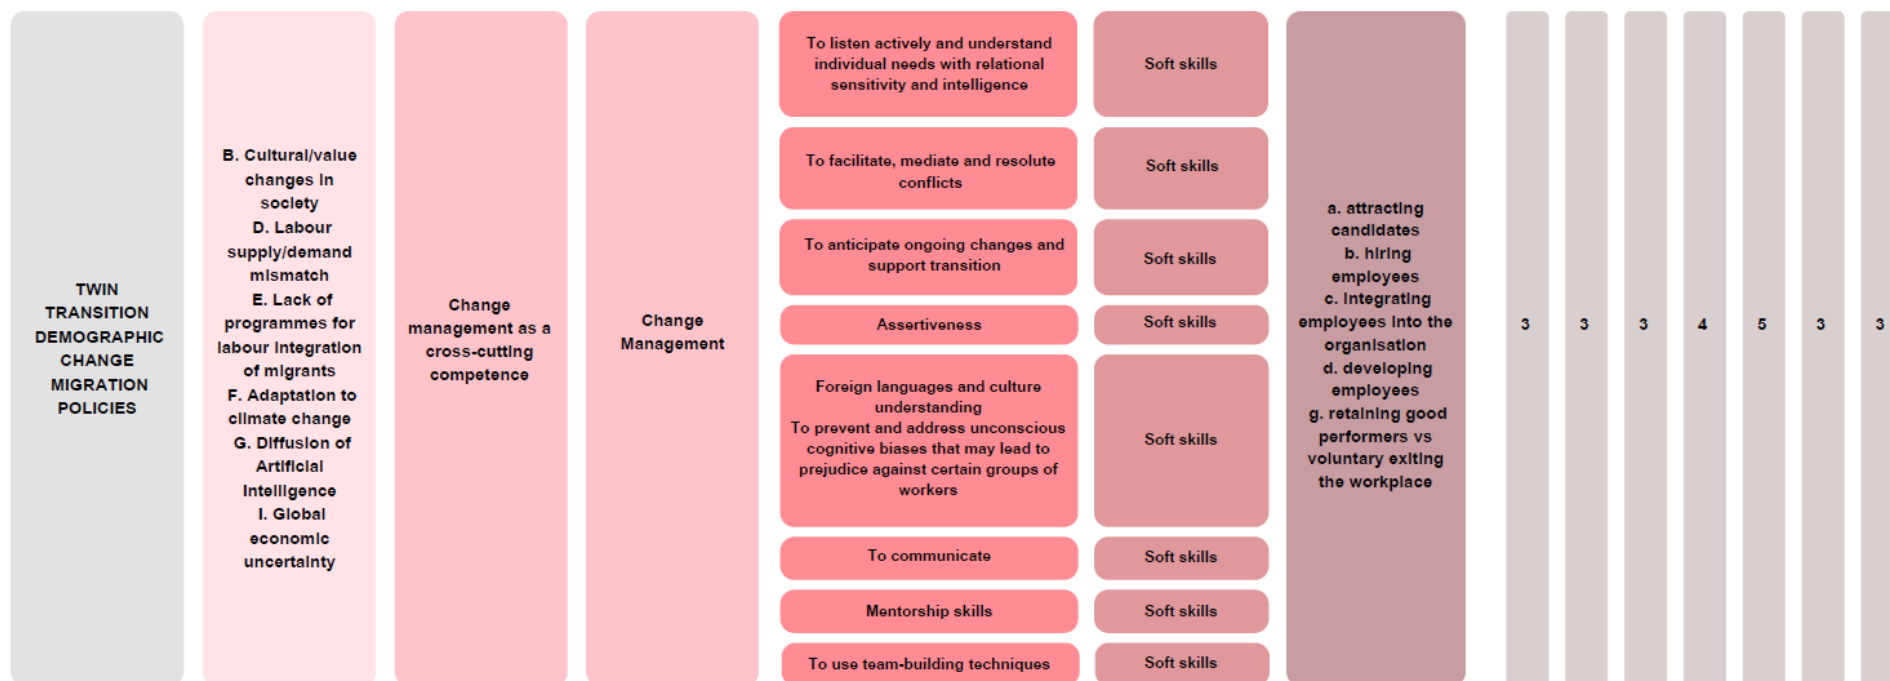 TWIN
TRANSITION
DEMOGRAPHIC
CHANGE
MIGRATION
POLICIES
B. Cultural/value
changes in
society
D. Labour
supply/demand
mismatch
E. Lack of
programmes for
labour integration
of migrants
F. Adaptation to
climate change
G. Diffusion of
Artificial
Intelligence
I. Global
economic
uncertainty
Change
management as a
cross-cutting
competence
Change
Management
To listen actively and understand
individual needs with relational
sensitivity and intelligence
Soft skills
To facilitate, mediate and resolute
conflicts
Soft skills
To anticipate ongoing changes and
support transition
Soft skills
Assertiveness
Soft skills
Foreign languages and culture
understanding
To prevent and address unconscious
cognitive biases that may lead to
prejudice against certain groups of
workers
Soft skills
To communicate
Soft skills
Mentorship skills
Soft skills
To use team-building techniques
Soft skills
a. attracting
candidates
b. hiring
employees
c. integrating
employees into the
organisation
d. developing
employees
g. retaining good
performers vs
voluntary exiting
the workplace
3
3
3
4
5
3
3